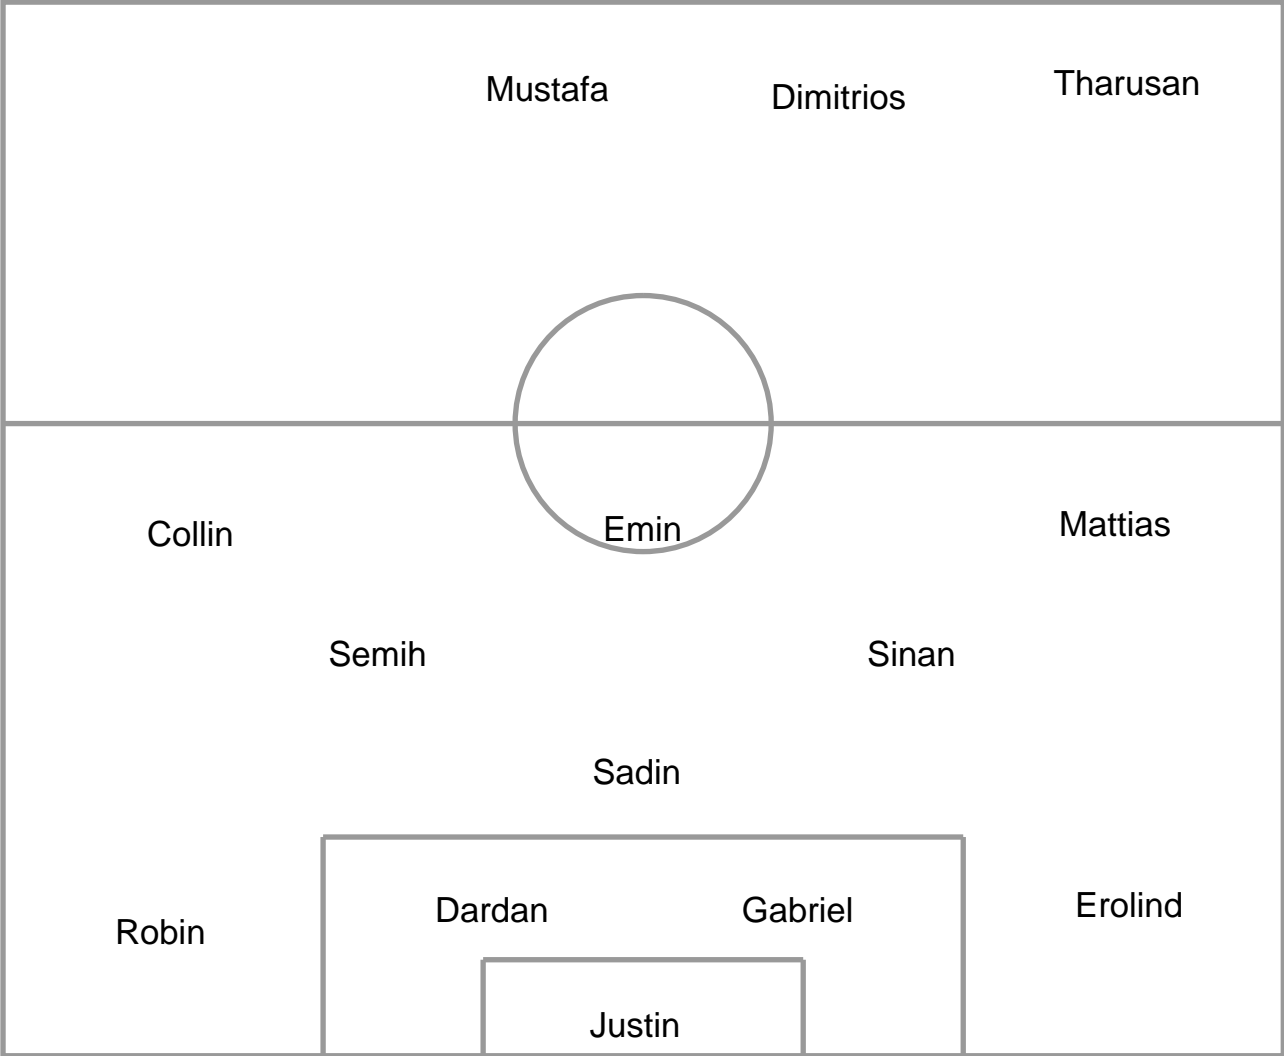 Mustafa
Dimitrios
Tharusan
Collin
Emin
Mattias
Semih
Sinan
Sadin
Robin
Dardan
Gabriel
Erolind
Justin